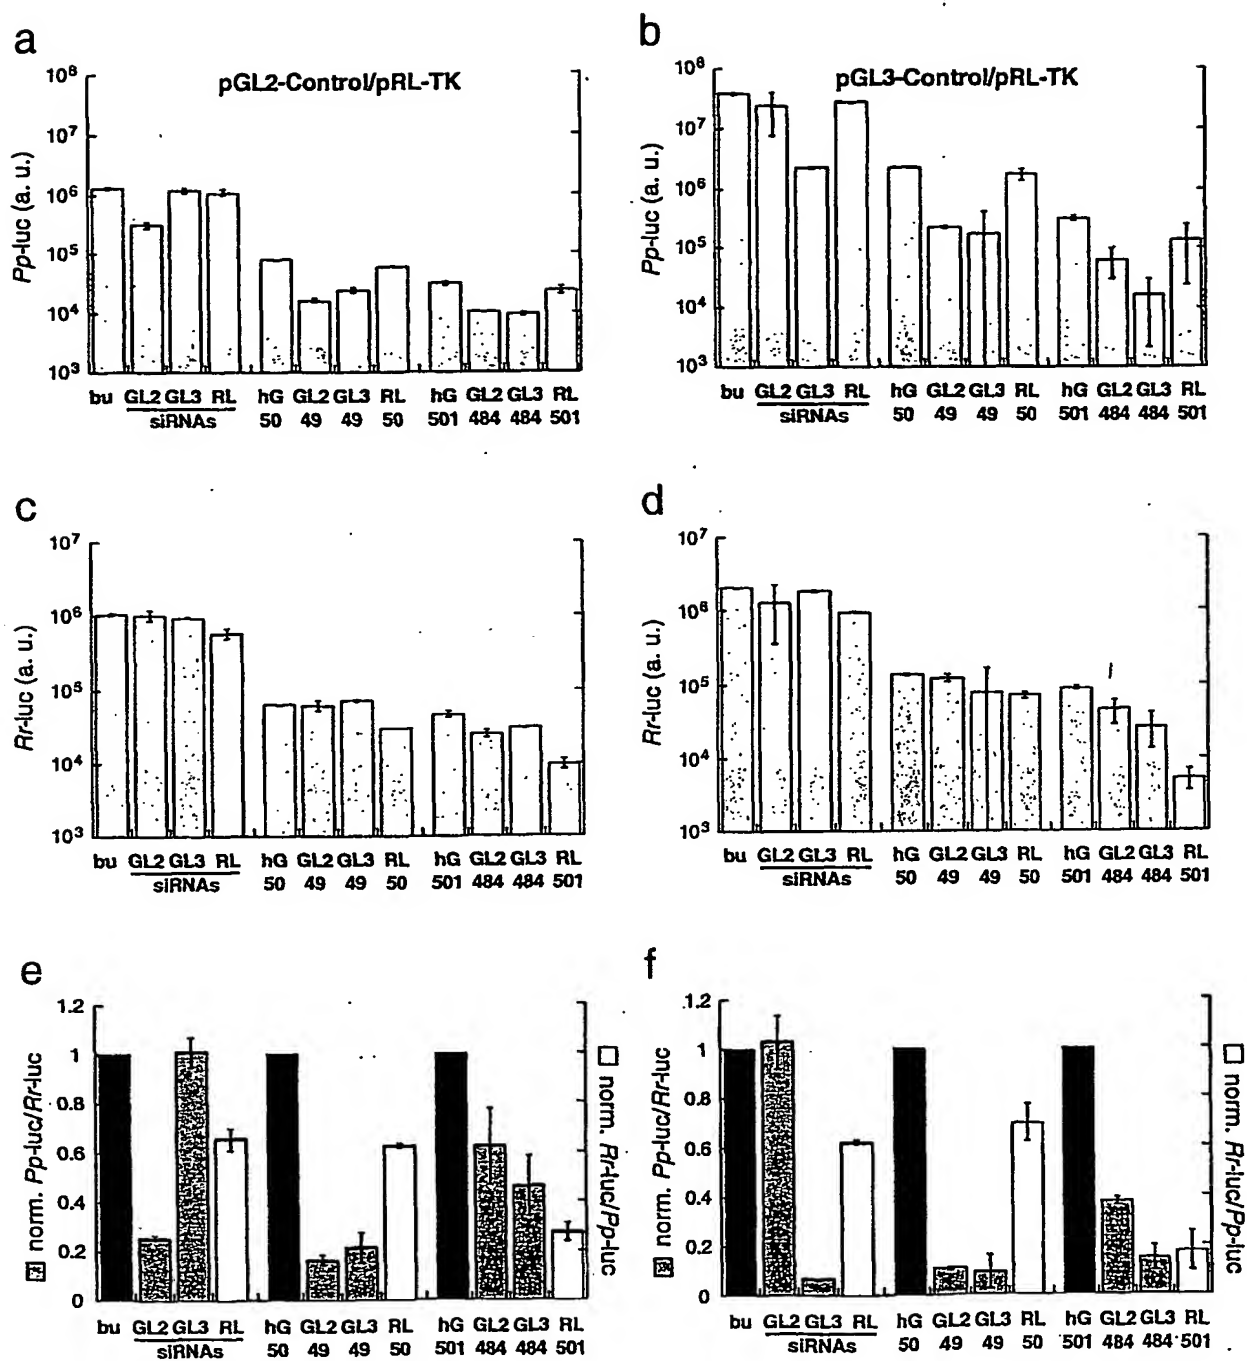 a
pGL2-Control/pRL-TK
Pp-luc (a. u.)
10⁸
10⁷
10⁶
10⁵
10⁴
10³
bu GL2 GL3 RL hG GL2 GL3 RL hG GL2 GL3 RL
siRNAs 50 49 49 50 501 484 484 501
b
pGL3-Control/pRL-TK
Pp-luc (a. u.)
10⁸
10⁷
10⁶
10⁵
10⁴
10³
bu GL2 GL3 RL hG GL2 GL3 RL hG GL2 GL3 RL
siRNAs 50 49 49 50 501 484 484 501
c
Rr-luc (a. u.)
10⁷
10⁶
10⁵
10⁴
10³
bu GL2 GL3 RL hG GL2 GL3 RL hG GL2 GL3 RL
siRNAs 50 49 49 50 501 484 484 501
d
Rr-luc (a. u.)
10⁷
10⁶
10⁵
10⁴
10³
bu GL2 GL3 RL hG GL2 GL3 RL hG GL2 GL3 RL
siRNAs 50 49 49 50 501 484 484 501
e
norm. Pp-luc/Rr-luc
1.2
1
0.8
0.6
0.4
0.2
0
norm. Rr-luc/Pp-luc
bu GL2 GL3 RL hG GL2 GL3 RL hG GL2 GL3 RL
siRNAs 50 49 49 50 501 484 484 501
f
norm. Pp-luc/Rr-luc
1.2
1
0.8
0.6
0.4
0.2
0
norm. Rr-luc/Pp-luc
bu GL2 GL3 RL hG GL2 GL3 RL hG GL2 GL3 RL
siRNAs 50 49 49 50 501 484 484 501